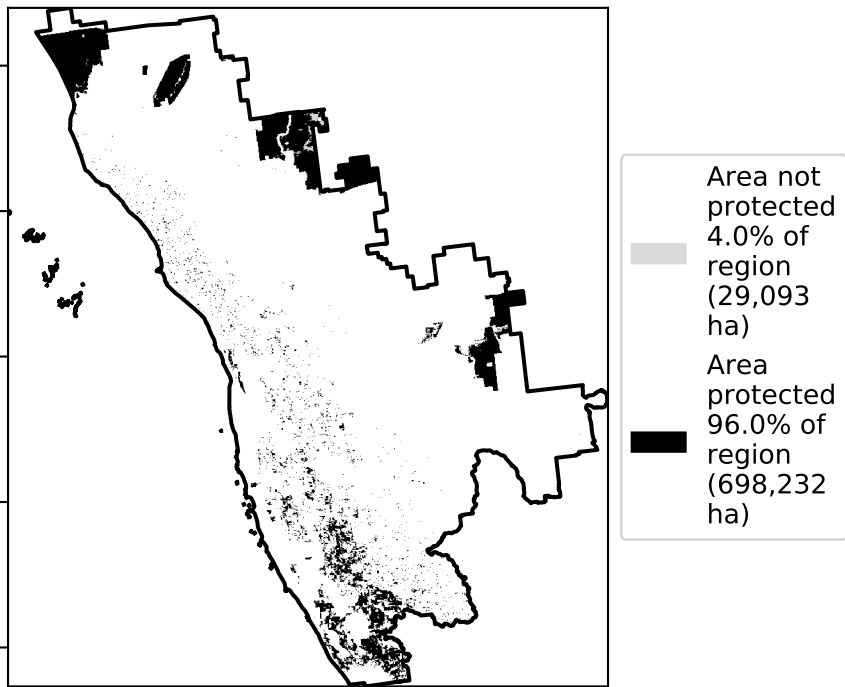 Area not
protected
4.0% of
region
(29,093
ha)
Area
protected
96.0% of
region
(698,232
ha)